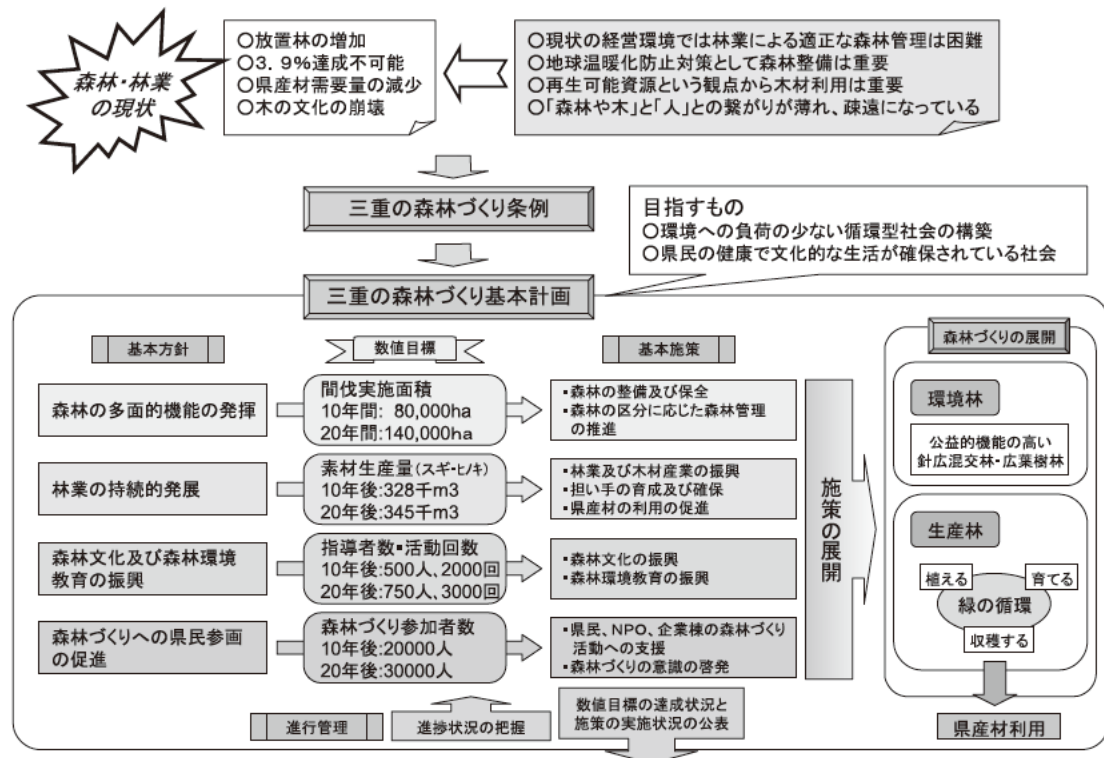 森林・林業
の現状
○放置林の増加
○3．9％達成不可能
○県産材需要量の減少
○木の文化の崩壊
○現状の経営環境では林業による適正な森林管理は困難
○地球温暖化防止対策として森林整備は重要
○再生可能資源という観点から木材利用は重要
○「森林や木」と「人」との繋がりが薄れ、疎遠になっている
三重の森林づくり条例
目指すもの
○環境への負荷の少ない循環型社会の構築
○県民の健康で文化的な生活が確保されている社会
三重の森林づくり基本計画
基本方針
数値目標
基本施策
森林の多面的機能の発揮
間伐実施面積
10年間: 80,000ha
20年間:140,000ha
▪森林の整備及び保全
▪森林の区分に応じた森林管理
の推進
林業の持続的発展
素材生産量(スギ・ヒノキ)
10年後:328千m3
20年後:345千m3
▪林業及び木材産業の振興
▪担い手の育成及び確保
▪県産材の利用の促進
森林文化及び森林環境
教育の振興
指導者数・活動回数
10年後:500人、2000回
20年後:750人、3000回
▪森林文化の振興
▪森林環境教育の振興
森林づくりへの県民参画
の促進
森林づくり参加者数
10年後:20000人
20年後:30000人
▪県民、NPO、企業棟の森林づくり
活動への支援
▪森林づくりの意識の啓発
施策の展開
森林づくりの展開
環境林
公益的機能の高い
針広混交林・広葉樹林
生産林
植える
育てる
緑の循環
収穫する
県産材利用
進行管理
進捗状況の把握
数値目標の達成状況と
施策の実施状況の公表